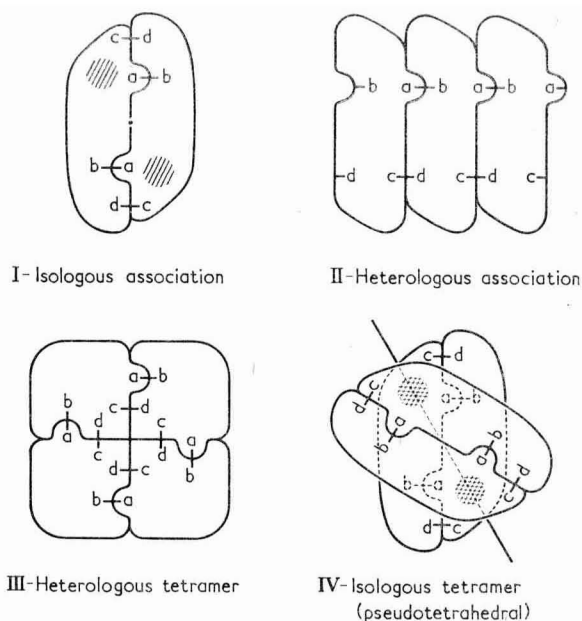 c d
a b
b a
d c
I-Isologous association
b a b a b a
d c d c d c
II-Heterologous association
a b
b c d
a d d a
c c b
d c
b a
III-Heterologous tetramer
c d
c a b
d
a
b a
b
b a d
c
d c
IV-Isologous tetramer
(pseudotetrahedral)